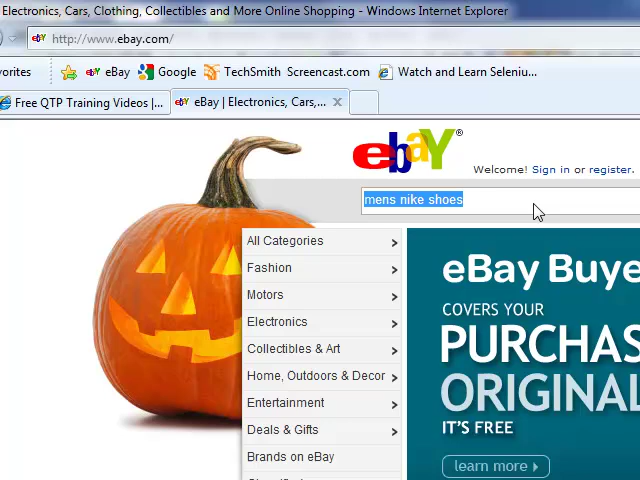 Electronics, Cars, Clothing, Collectibles and More Online Shopping - Windows Internet Explorer
http://www.ebay.com/
orites eBay Google TechSmith Screencast.com Watch and Learn Seleniu...
Free QTP Training Videos |... eBay | Electronics, Cars,...
ebay®
Welcome! Sign in or register.
mens nike shoes
All Categories
Fashion
Motors
Electronics
Collectibles & Art
Home, Outdoors & Decor
Entertainment
Deals & Gifts
Brands on eBay
eBay Buye
COVERS YOUR
PURCHAS
ORIGINAL
IT'S FREE
learn more